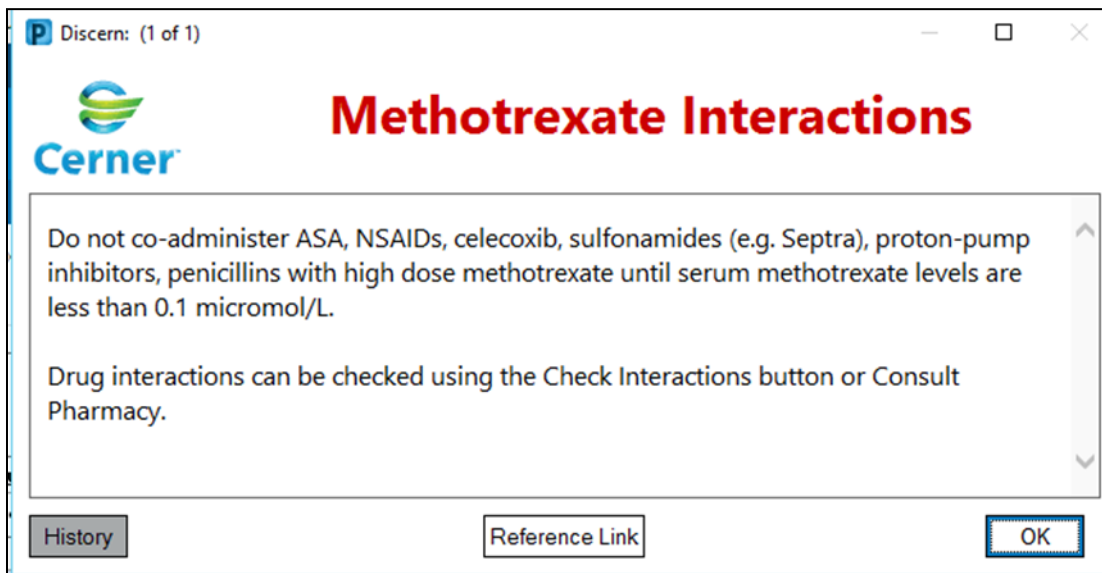 Discern: (1 of 1)
Cerner™
Methotrexate Interactions
Do not co-administer ASA, NSAIDs, celecoxib, sulfonamides (e.g. Septra), proton-pump
inhibitors, penicillins with high dose methotrexate until serum methotrexate levels are
less than 0.1 micromol/L.
Drug interactions can be checked using the Check Interactions button or Consult
Pharmacy.
History
Reference Link
OK